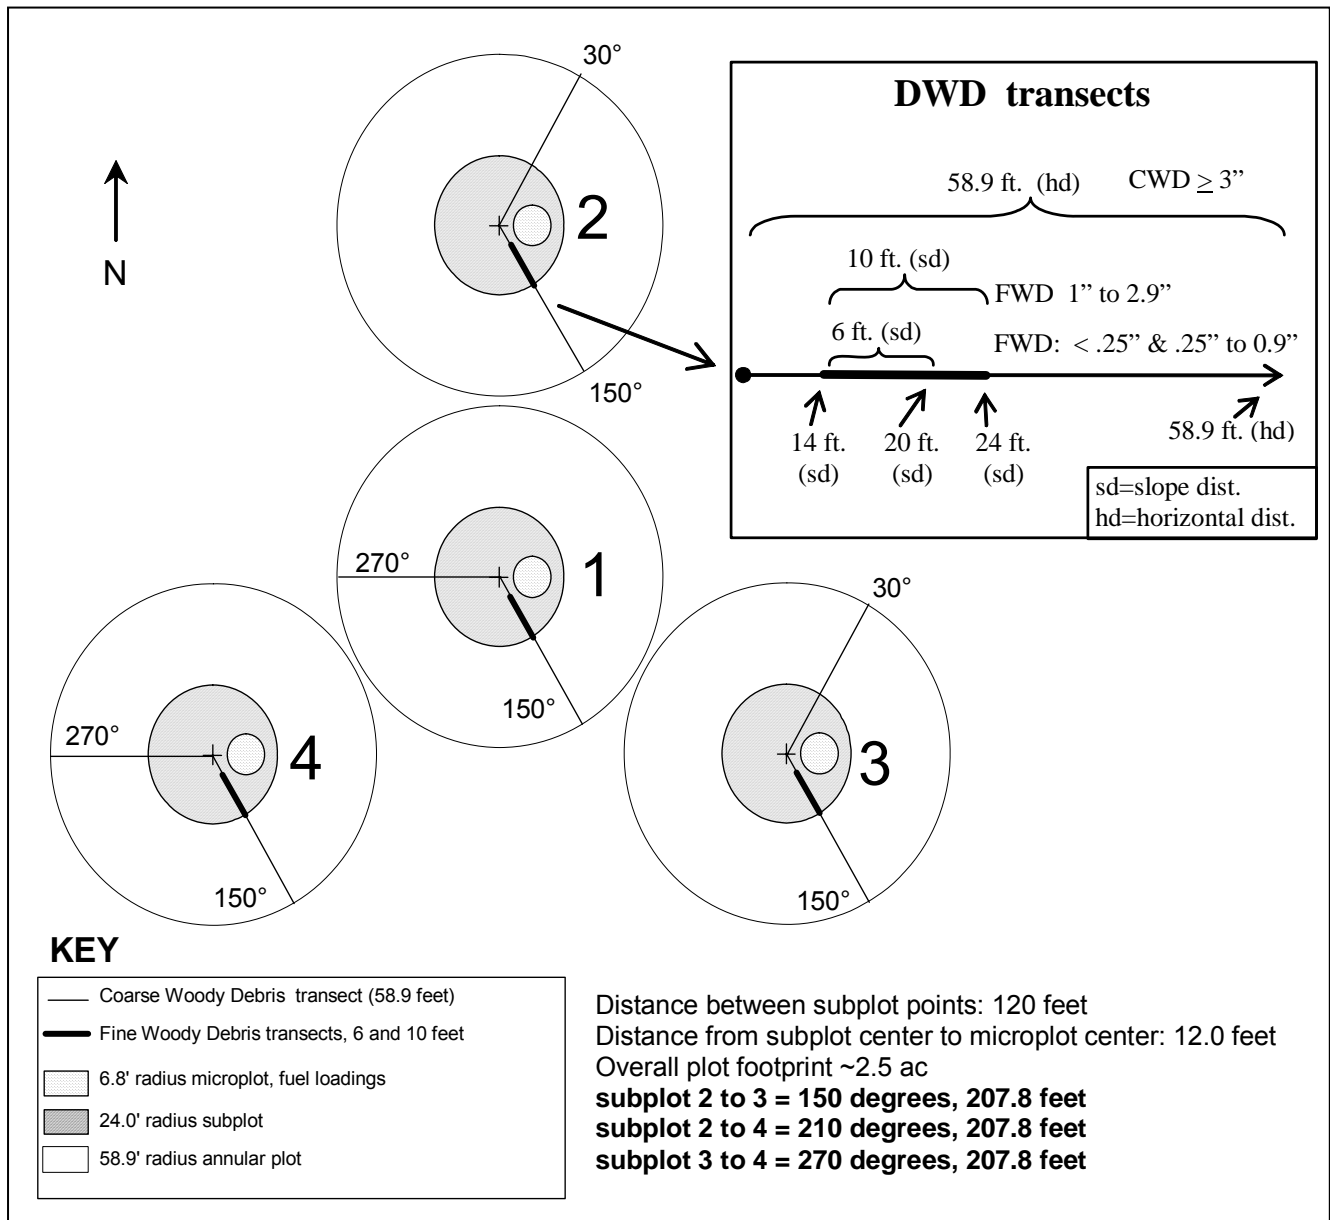 30°
DWD transects
58.9 ft. (hd) CWD ≥ 3”
2
N
10 ft. (sd)
FWD 1” to 2.9”
6 ft. (sd)
FWD: < .25” & .25” to 0.9”
150°
14 ft. (sd)
20 ft. (sd)
24 ft. (sd)
58.9 ft. (hd)
sd=slope dist.
hd=horizontal dist.
270°
1
150°
30°
270°
4
150°
3
150°
KEY
Coarse Woody Debris transect (58.9 feet)
Fine Woody Debris transects, 6 and 10 feet
6.8' radius microplot, fuel loadings
24.0' radius subplot
58.9' radius annular plot
Distance between subplot points: 120 feet
Distance from subplot center to microplot center: 12.0 feet
Overall plot footprint ~2.5 ac
subplot 2 to 3 = 150 degrees, 207.8 feet
subplot 2 to 4 = 210 degrees, 207.8 feet
subplot 3 to 4 = 270 degrees, 207.8 feet